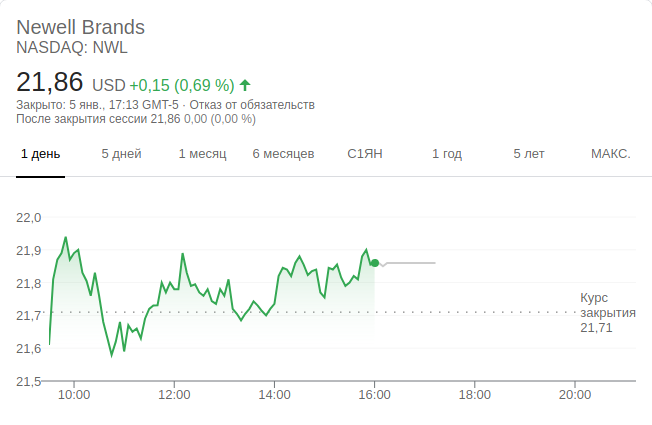 Newell Brands
NASDAQ: NWL
21,86 USD +0,15 (0,69 %)
Закрыто: 5 янв., 17:13 GMT-5 · Отказ от обязательств
После закрытия сессии 21,86 0,00 (0,00 %)
1 день 5 дней 1 месяц 6 месяцев С1ЯН 1 год 5 лет МАКС.
22,0
21,9
21,8
21,7
21,6
21,5
Курс
закрытия
21,71
10:00 12:00 14:00 16:00 18:00 20:00